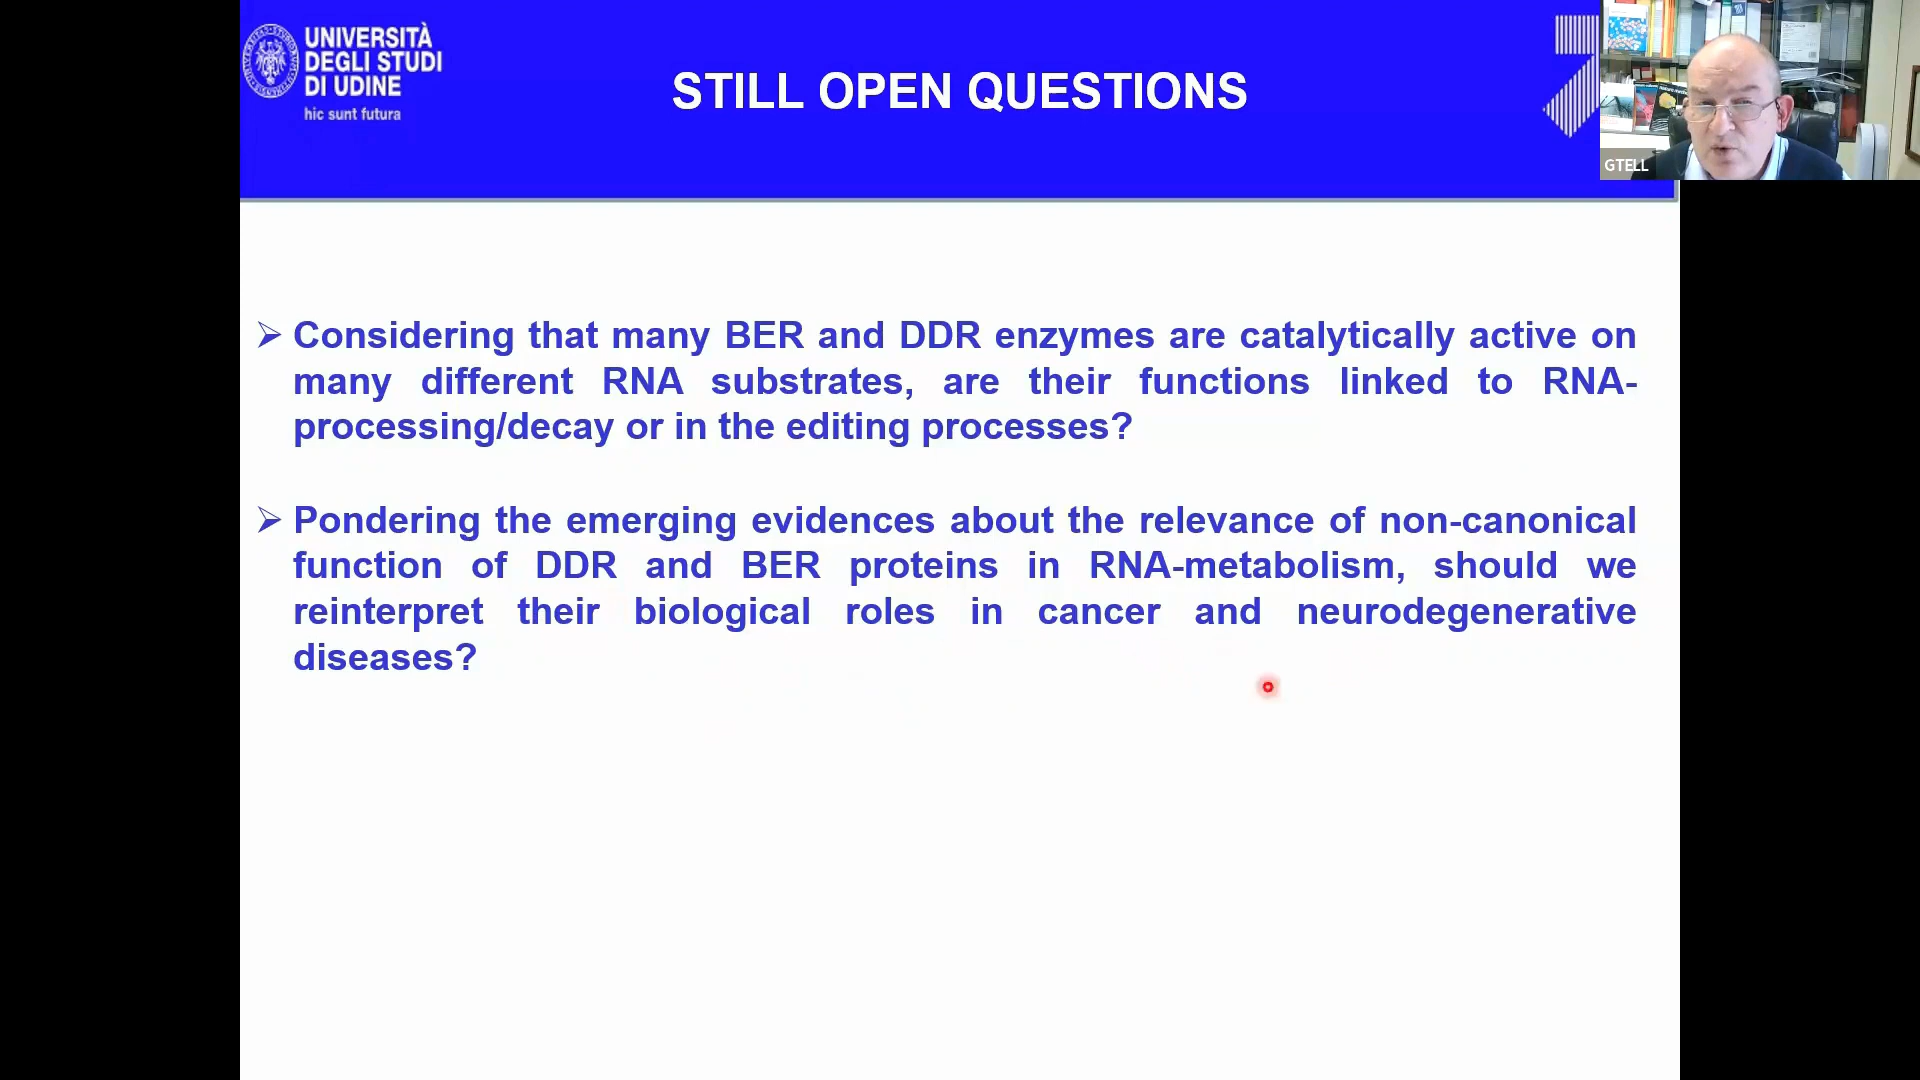 UNIVERSITÀ
DEGLI STUDI
DI UDINE
hic sunt futura
STILL OPEN QUESTIONS
GTELL
➢ Considering that many BER and DDR enzymes are catalytically active on
many different RNA substrates, are their functions linked to RNA-
processing/decay or in the editing processes?
➢ Pondering the emerging evidences about the relevance of non-canonical
function of DDR and BER proteins in RNA-metabolism, should we
reinterpret their biological roles in cancer and neurodegenerative
diseases?